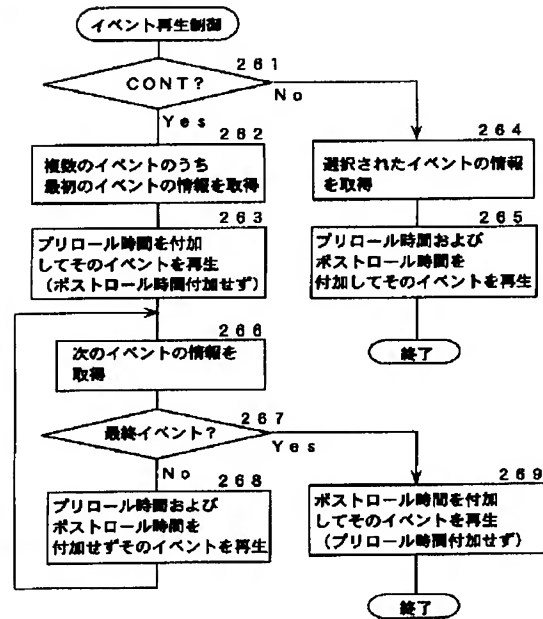 イベント再生制御
261
CONT?
No
Yes
262
複数のイベントのうち
最初のイベントの情報を取得
264
選択されたイベントの情報
を取得
263
プリロール時間を付加
してそのイベントを再生
(ポストロール時間付加せず)
265
プリロール時間および
ポストロール時間を
付加してそのイベントを再生
終了
266
次のイベントの情報を
取得
267
最終イベント?
Yes
No
268
プリロール時間および
ポストロール時間を
付加せずそのイベントを再生
269
ポストロール時間を付加
してそのイベントを再生
(プリロール時間付加せず)
終了